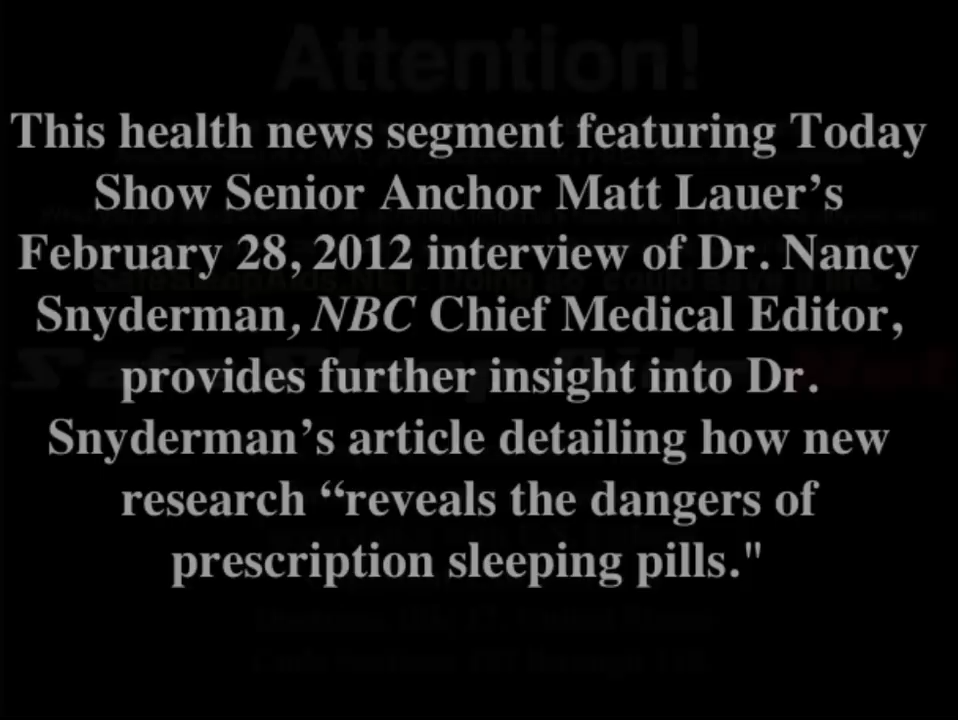 Attention!
This health news segment featuring Today
Show Senior Anchor Matt Lauer’s
February 28, 2012 interview of Dr. Nancy
Snyderman, NBC Chief Medical Editor,
provides further insight into Dr.
Snyderman’s article detailing how new
research “reveals the dangers of
prescription sleeping pills."